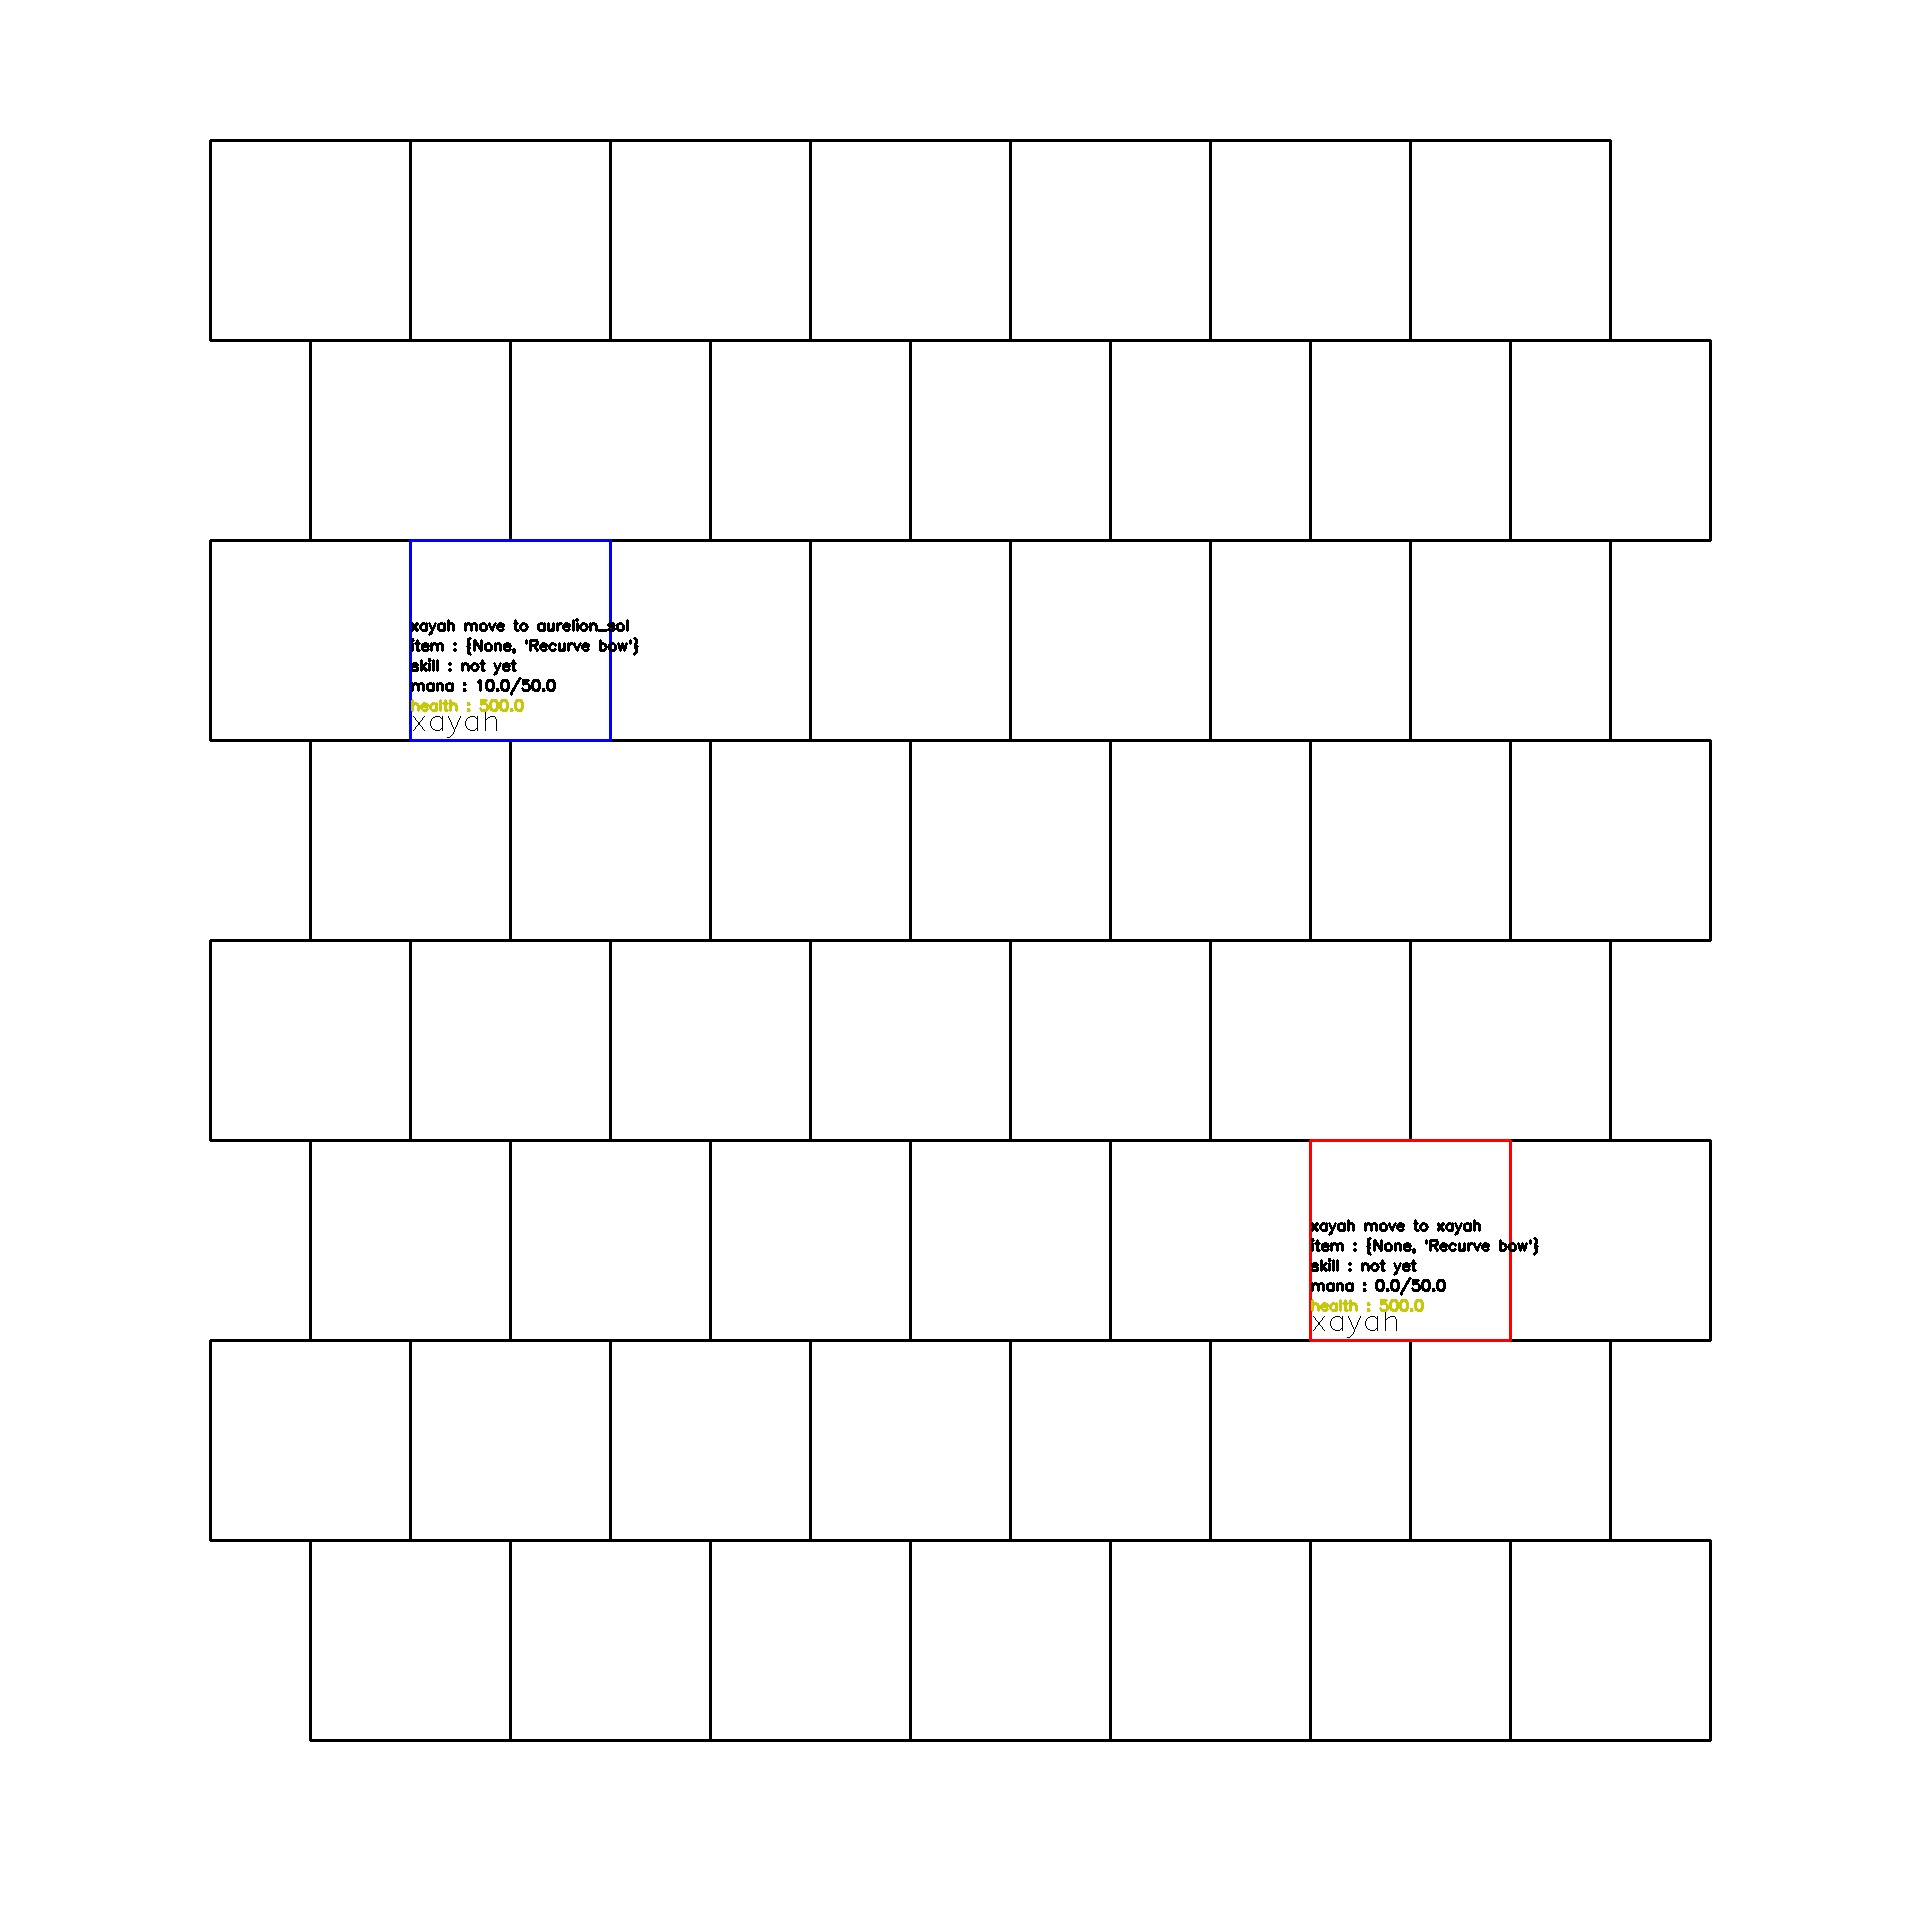 xayah move to aurelion_sol
item : {None, 'Recurve bow'}
skill : not yet
mana : 10.0/50.0
health : 500.0
xayah
xayah move to xayah
item : {None, 'Recurve bow'}
skill : not yet
mana : 0.0/50.0
health : 500.0
xayah